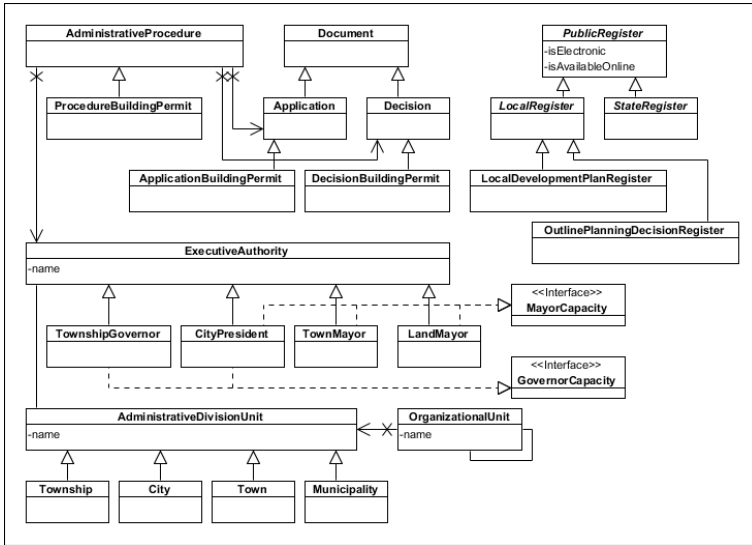 AdministrativeProcedure
Document
PublicRegister
-isElectronic
-isAvailableOnline
ProcedureBuildingPermit
Application
Decision
LocalRegister
StateRegister
ApplicationBuildingPermit
DecisionBuildingPermit
LocalDevelopmentPlanRegister
OutlinePlanningDecisionRegister
ExecutiveAuthority
-name
<<Interface>>
MayorCapacity
TownshipGovernor
CityPresident
TownMayor
LandMayor
<<Interface>>
GovernorCapacity
AdministrativeDivisionUnit
-name
OrganizationalUnit
-name
Township
City
Town
Municipality